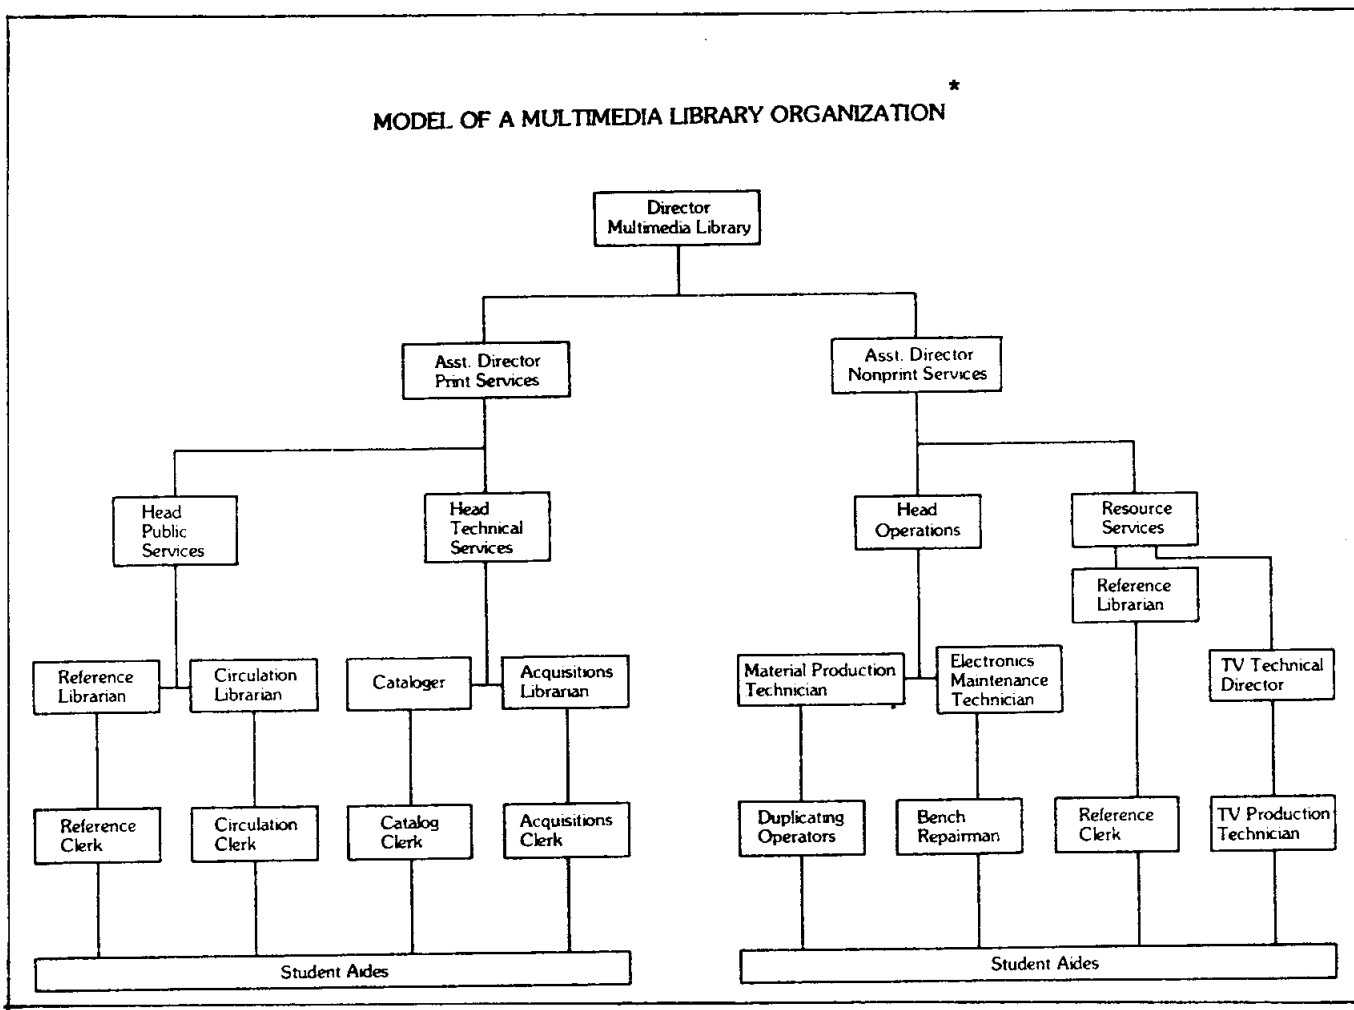 *
MODEL OF A MULTIMEDIA LIBRARY ORGANIZATION
Director
Multimedia Library
Asst. Director
Print Services
Asst. Director
Nonprint Services
Head
Public
Services
Head
Technical
Services
Head
Operations
Resource
Services
Reference
Librarian
Reference
Librarian
Circulation
Librarian
Cataloger
Acquisitions
Librarian
Material Production
Technician
Electronics
Maintenance
Technician
TV Technical
Director
Reference
Clerk
Circulation
Clerk
Catalog
Clerk
Acquisitions
Clerk
Duplicating
Operators
Bench
Repairman
Reference
Clerk
TV Production
Technician
Student Aides
Student Aides